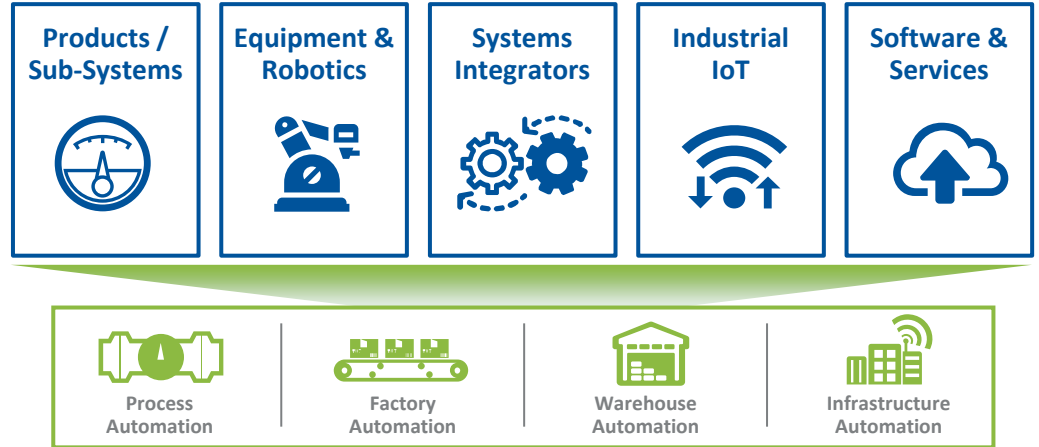 Products /
Sub-Systems
Equipment &
Robotics
Systems
Integrators
Industrial
IoT
Software &
Services
Process
Automation
Factory
Automation
Warehouse
Automation
Infrastructure
Automation